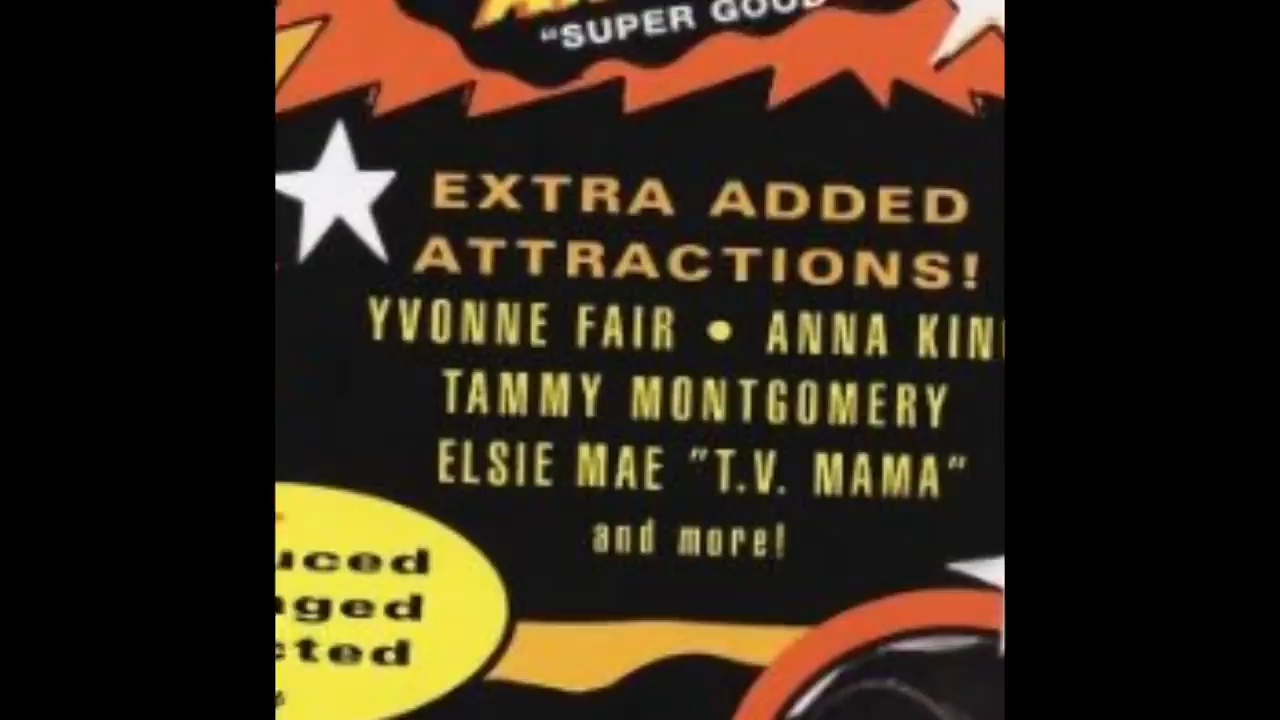 "SUPER GOOD
EXTRA ADDED
ATTRACTIONS!
YVONNE FAIR • ANNA KIN
TAMMY MONTGOMERY
ELSIE MAE "T.V. MAMA"
and more!
uced
nged
cted